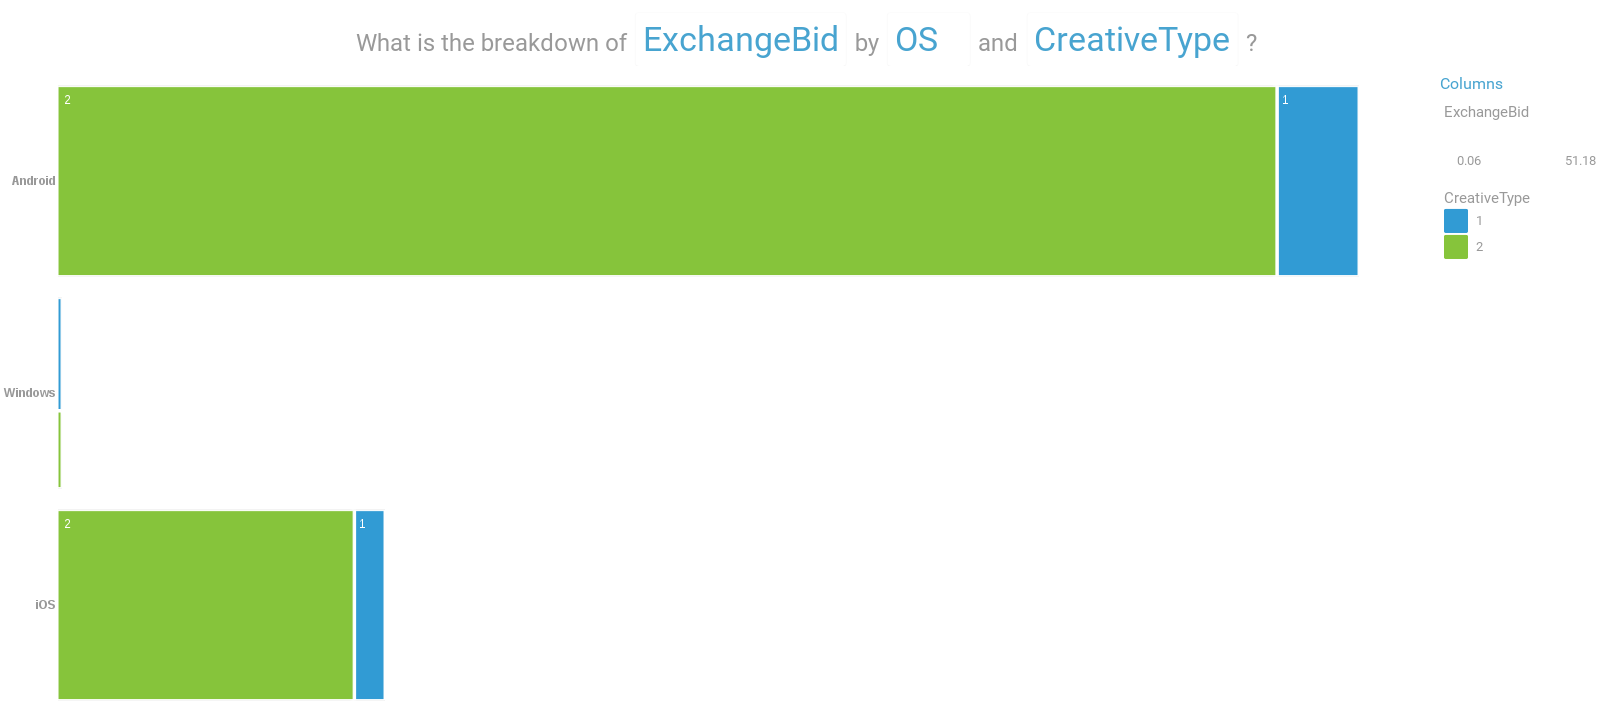 What is the breakdown of ExchangeBid by OS and CreativeType ?
Columns
ExchangeBid
0.06 51.18
CreativeType
1
2
2 1
Android
Windows
2 1
iOS